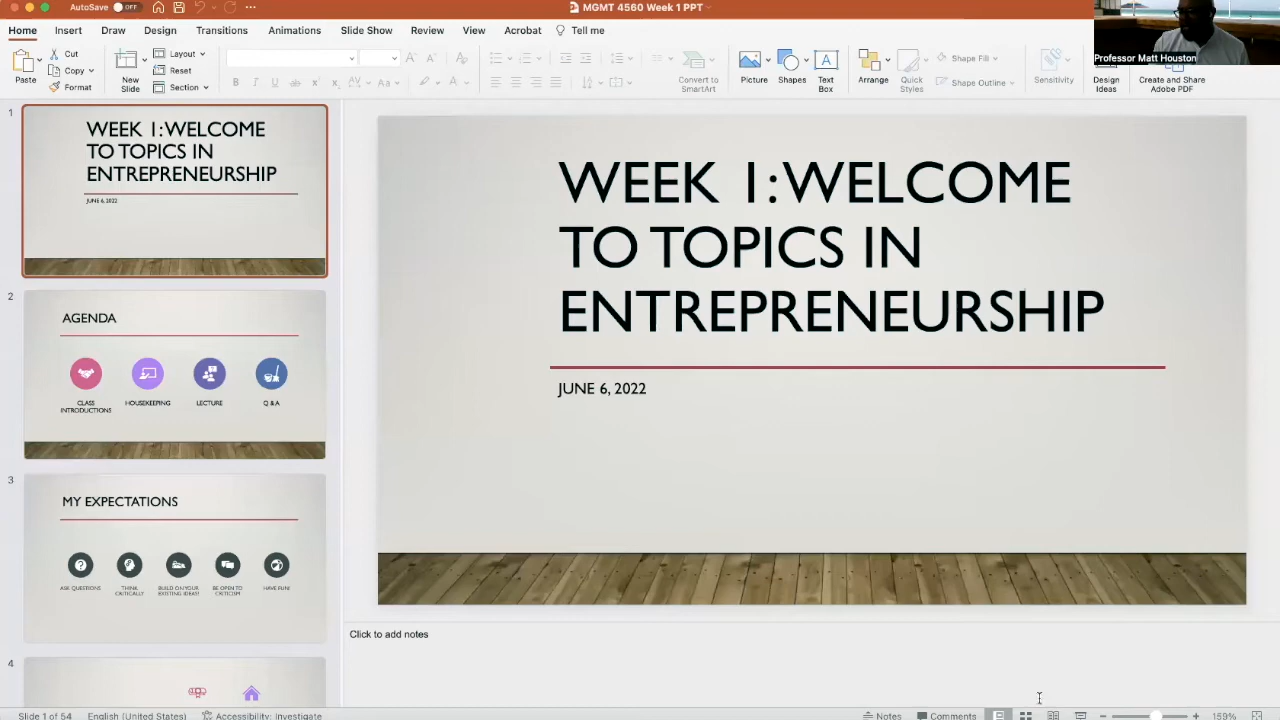 AutoSave OFF
MGMT 4560 Week 1 PPT
Home Insert Draw Design Transitions Animations Slide Show Review View Acrobat Tell me
Professor Matt Houston
Paste
Cut
Copy
Format
New
Slide
Layout
Reset
Section
Convert to
SmartArt
Picture
Shapes
Text
Box
Arrange
Quick
Styles
Shape Fill
Shape Outline
Sensitivity
Design
Ideas
Create and Share
Adobe PDF
1
WEEK 1:WELCOME
TO TOPICS IN
ENTREPRENEURSHIP
JUNE 6, 2022
2
AGENDA
CLASS
INTRODUCTIONS
HOUSEKEEPING
LECTURE
Q & A
3
MY EXPECTATIONS
ASK QUESTIONS
THINK
CRITICALLY
BUILD ON YOUR
EXISTING IDEAS!
BE OPEN TO
CRITICISM
HAVE FUN!
4
WEEK 1:WELCOME
TO TOPICS IN
ENTREPRENEURSHIP
JUNE 6, 2022
Click to add notes
Slide 1 of 54 English (United States) Accessibility: Investigate
Notes Comments 159%